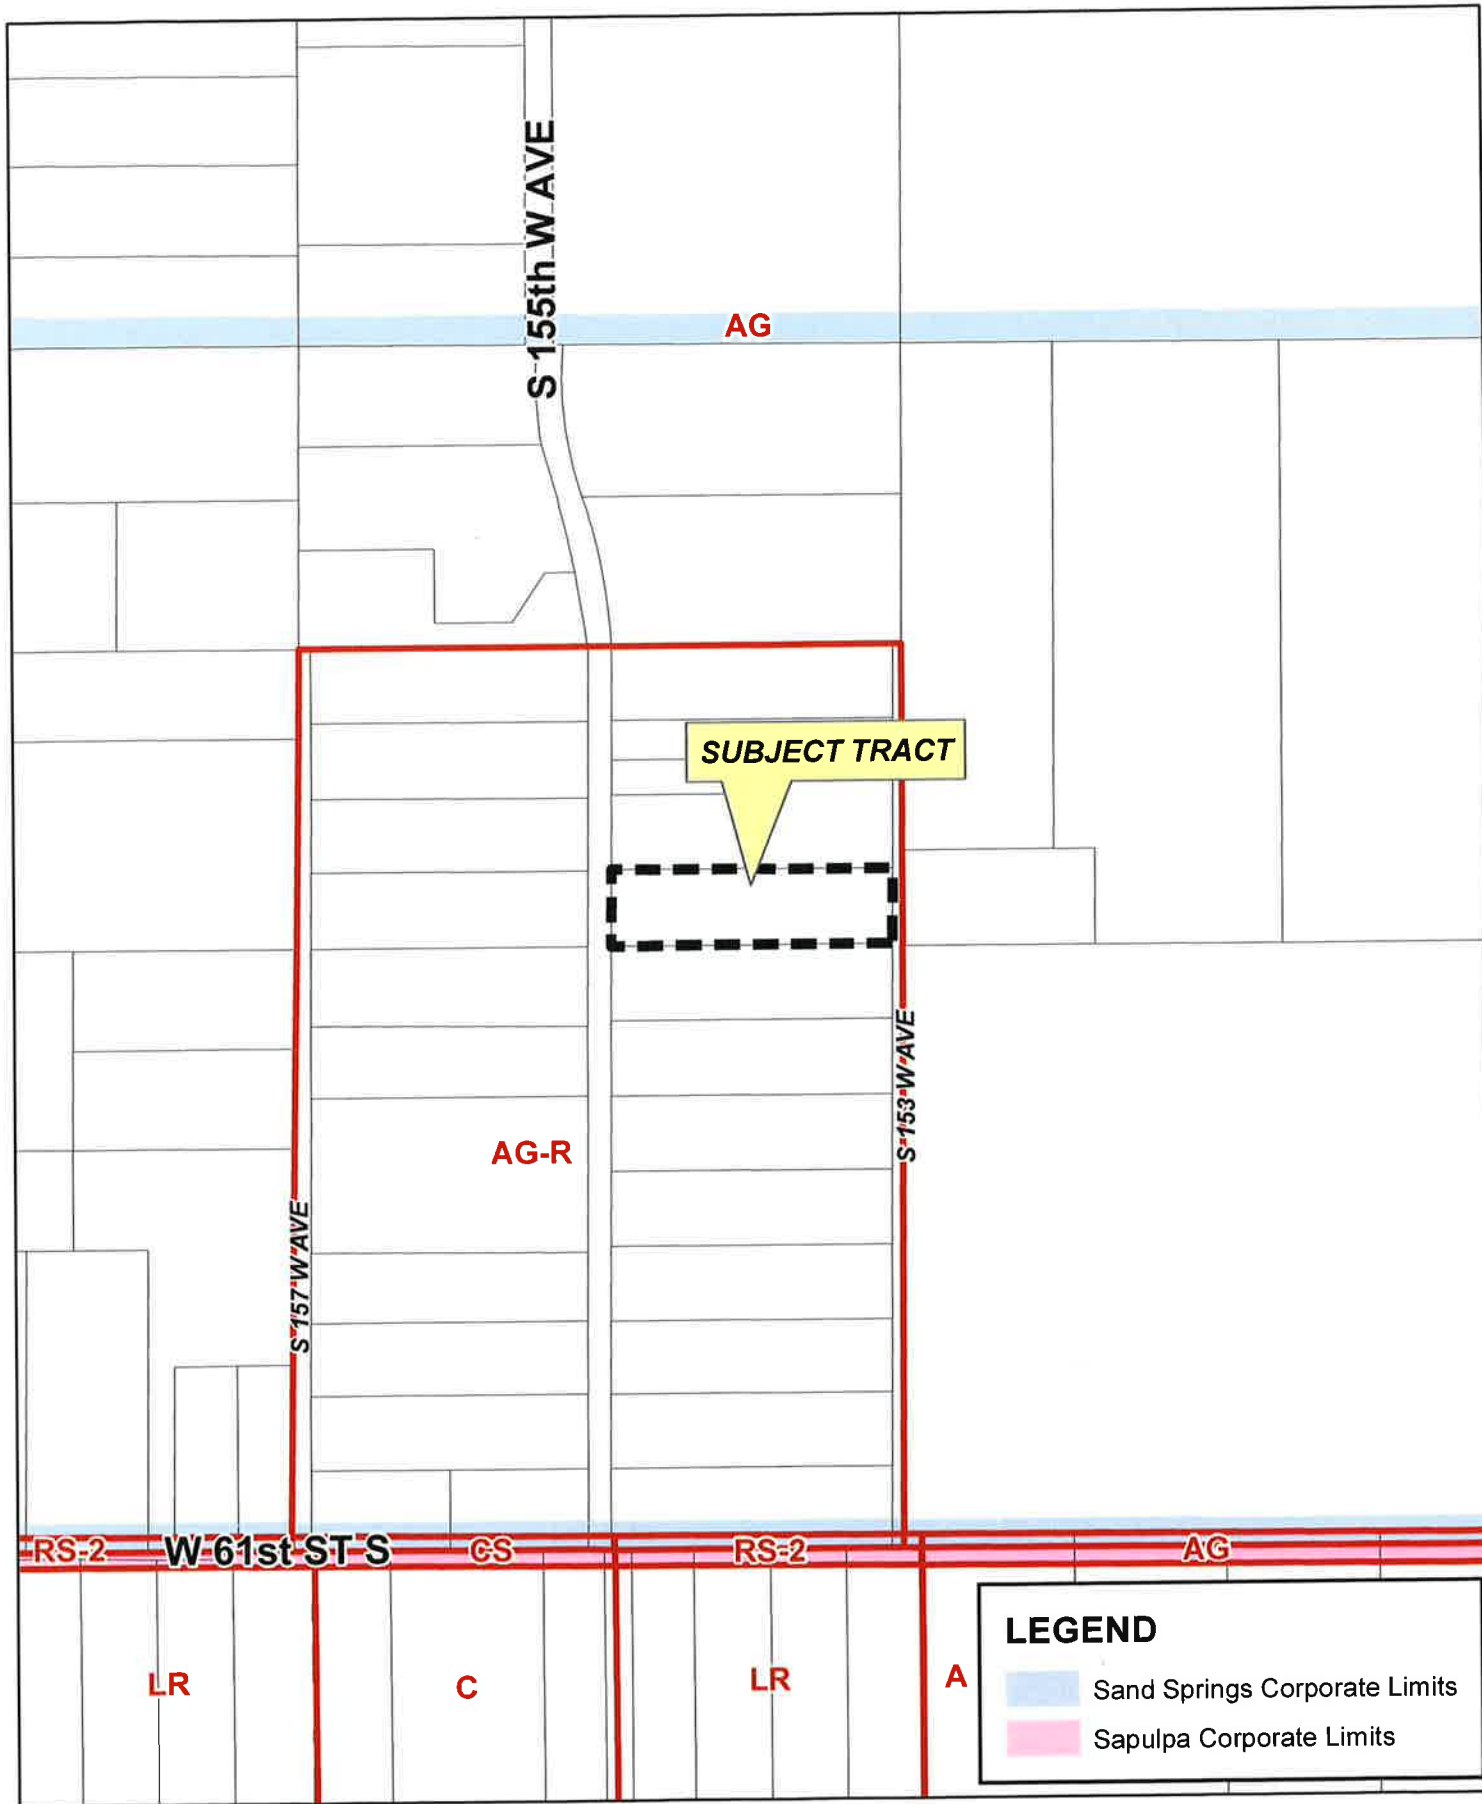 S 155th W AVE
AG
SUBJECT TRACT
S 153 W AVE
AG-R
S 157 W AVE
RS-2
W 61st ST S
CS
RS-2
AG
LR
C
LR
A
LEGEND
Sand Springs Corporate Limits
Sapulpa Corporate Limits